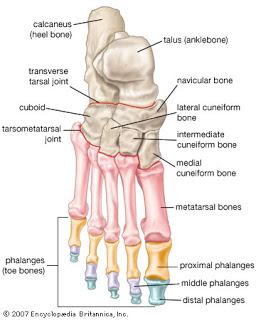 calcaneus
(heel bone)
talus (anklebone)
transverse
tarsal joint
navicular bone
cuboid
lateral cuneiform
bone
tarsometatarsal
joint
intermediate
cuneiform bone
medial
cuneiform bone
metatarsal bones
phalanges
(toe bones)
proximal phalanges
middle phalanges
distal phalanges
© 2007 Encyclopædia Britannica, Inc.